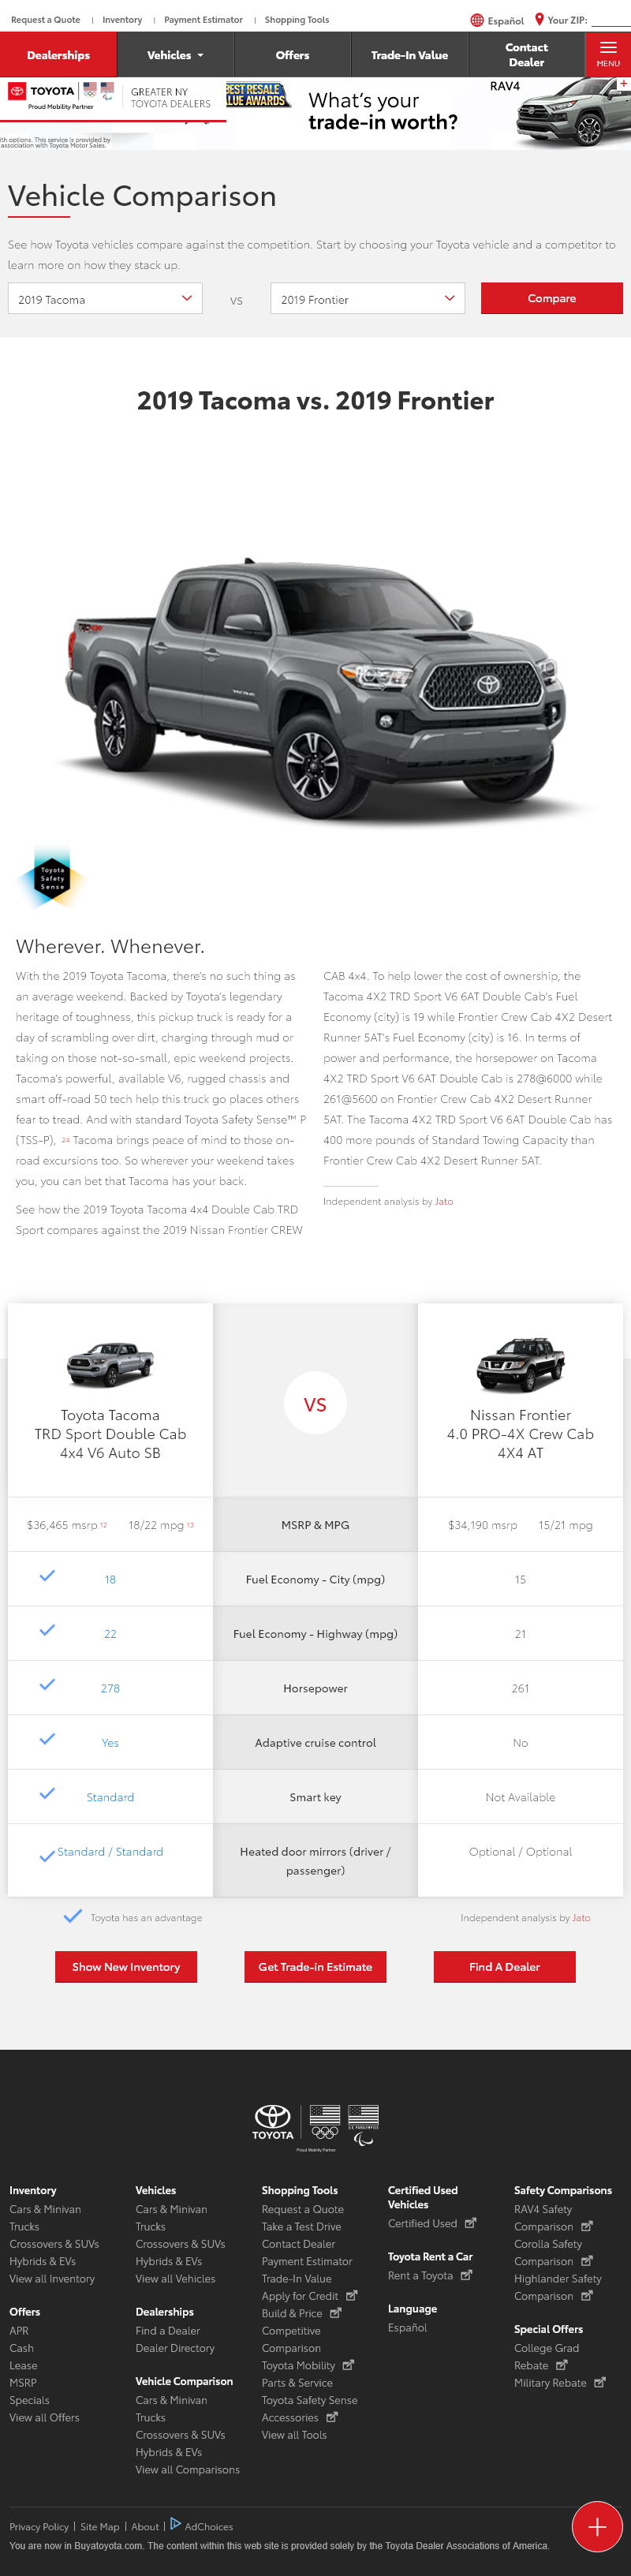 Request a Quote | Inventory | Payment Estimator | Shopping Tools
Español Your ZIP:
Dealerships
Vehicles
Offers
Trade-In Value
Contact
Dealer
MENU
TOYOTA
Proud Mobility Partner
GREATER NY
TOYOTA DEALERS
BEST RESALE
VALUE AWARDS
What's your
trade-in worth?
RAV4
+
ith options. This service is provided by
association with Toyota Motor Sales.
Vehicle Comparison
See how Toyota vehicles compare against the competition. Start by choosing your Toyota vehicle and a competitor to
learn more on how they stack up.
2019 Tacoma
VS
2019 Frontier
Compare
2019 Tacoma vs. 2019 Frontier
Toyota
Safety
Sense
Wherever. Whenever.
With the 2019 Toyota Tacoma, there's no such thing as
an average weekend. Backed by Toyota's legendary
heritage of toughness, this pickup truck is ready for a
day of scrambling over dirt, charging through mud or
taking on those not-so-small, epic weekend projects.
Tacoma's powerful, available V6, rugged chassis and
smart off-road 50 tech help this truck go places others
fear to tread. And with standard Toyota Safety Sense™ P
(TSS-P), 24 Tacoma brings peace of mind to those on-
road excursions too. So wherever your weekend takes
you, you can bet that Tacoma has your back.
See how the 2019 Toyota Tacoma 4x4 Double Cab TRD
Sport compares against the 2019 Nissan Frontier CREW
CAB 4x4. To help lower the cost of ownership, the
Tacoma 4X2 TRD Sport V6 6AT Double Cab's Fuel
Economy (city) is 19 while Frontier Crew Cab 4X2 Desert
Runner 5AT's Fuel Economy (city) is 16. In terms of
power and performance, the horsepower on Tacoma
4X2 TRD Sport V6 6AT Double Cab is 278@6000 while
261@5600 on Frontier Crew Cab 4X2 Desert Runner
5AT. The Tacoma 4X2 TRD Sport V6 6AT Double Cab has
400 more pounds of Standard Towing Capacity than
Frontier Crew Cab 4X2 Desert Runner 5AT.
Independent analysis by Jato
Toyota Tacoma
TRD Sport Double Cab
4x4 V6 Auto SB
VS
Nissan Frontier
4.0 PRO-4X Crew Cab
4X4 AT
$36,465 msrp 12 18/22 mpg 13
MSRP & MPG
$34,190 msrp 15/21 mpg
18
Fuel Economy - City (mpg)
15
22
Fuel Economy - Highway (mpg)
21
278
Horsepower
261
Yes
Adaptive cruise control
No
Standard
Smart key
Not Available
Standard / Standard
Heated door mirrors (driver /
passenger)
Optional / Optional
Toyota has an advantage
Independent analysis by Jato
Show New Inventory
Get Trade-in Estimate
Find A Dealer
TOYOTA
U.S. PARALYMPICS
Proud Mobility Partner
Inventory
Cars & Minivan
Trucks
Crossovers & SUVs
Hybrids & EVs
View all Inventory
Offers
APR
Cash
Lease
MSRP
Specials
View all Offers
Vehicles
Cars & Minivan
Trucks
Crossovers & SUVs
Hybrids & EVs
View all Vehicles
Dealerships
Find a Dealer
Dealer Directory
Vehicle Comparison
Cars & Minivan
Trucks
Crossovers & SUVs
Hybrids & EVs
View all Comparisons
Shopping Tools
Request a Quote
Take a Test Drive
Contact Dealer
Payment Estimator
Trade-In Value
Apply for Credit
Build & Price
Competitive
Comparison
Toyota Mobility
Parts & Service
Toyota Safety Sense
Accessories
View all Tools
Certified Used
Vehicles
Certified Used
Toyota Rent a Car
Rent a Toyota
Language
Español
Safety Comparisons
RAV4 Safety
Comparison
Corolla Safety
Comparison
Highlander Safety
Comparison
Special Offers
College Grad
Rebate
Military Rebate
Privacy Policy | Site Map | About | AdChoices
You are now in Buyatoyota.com. The content within this web site is provided solely by the Toyota Dealer Associations of America.